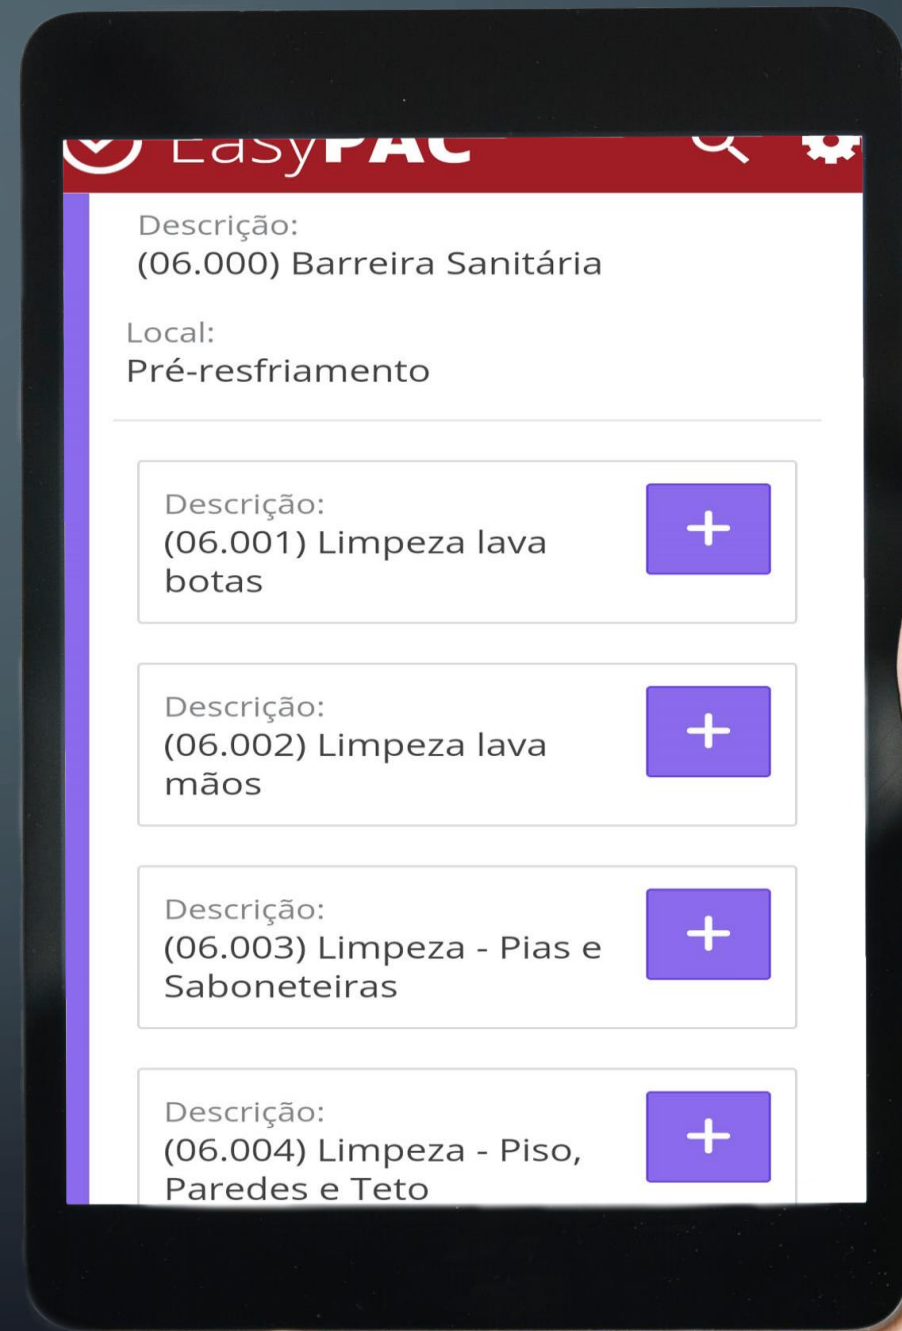 EasyPAC
Descrição:
(06.000) Barreira Sanitária
Local:
Pré-resfriamento
Descrição:
(06.001) Limpeza lava
botas
Descrição:
(06.002) Limpeza lava
mãos
Descrição:
(06.003) Limpeza - Pias e
Saboneteiras
Descrição:
(06.004) Limpeza - Piso,
Paredes e Teto